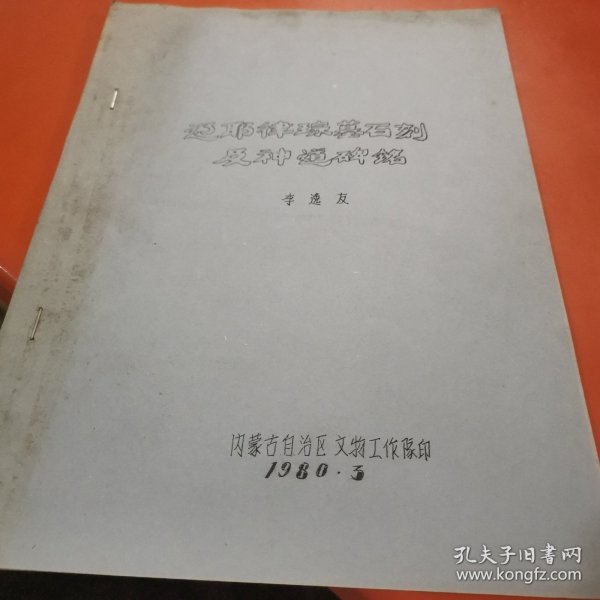 辽耶律琮墓石刻
及神道碑铭
李逸友
内蒙古自治区文物工作队印
1980.3
孔夫子旧书网
www.kongfz.com